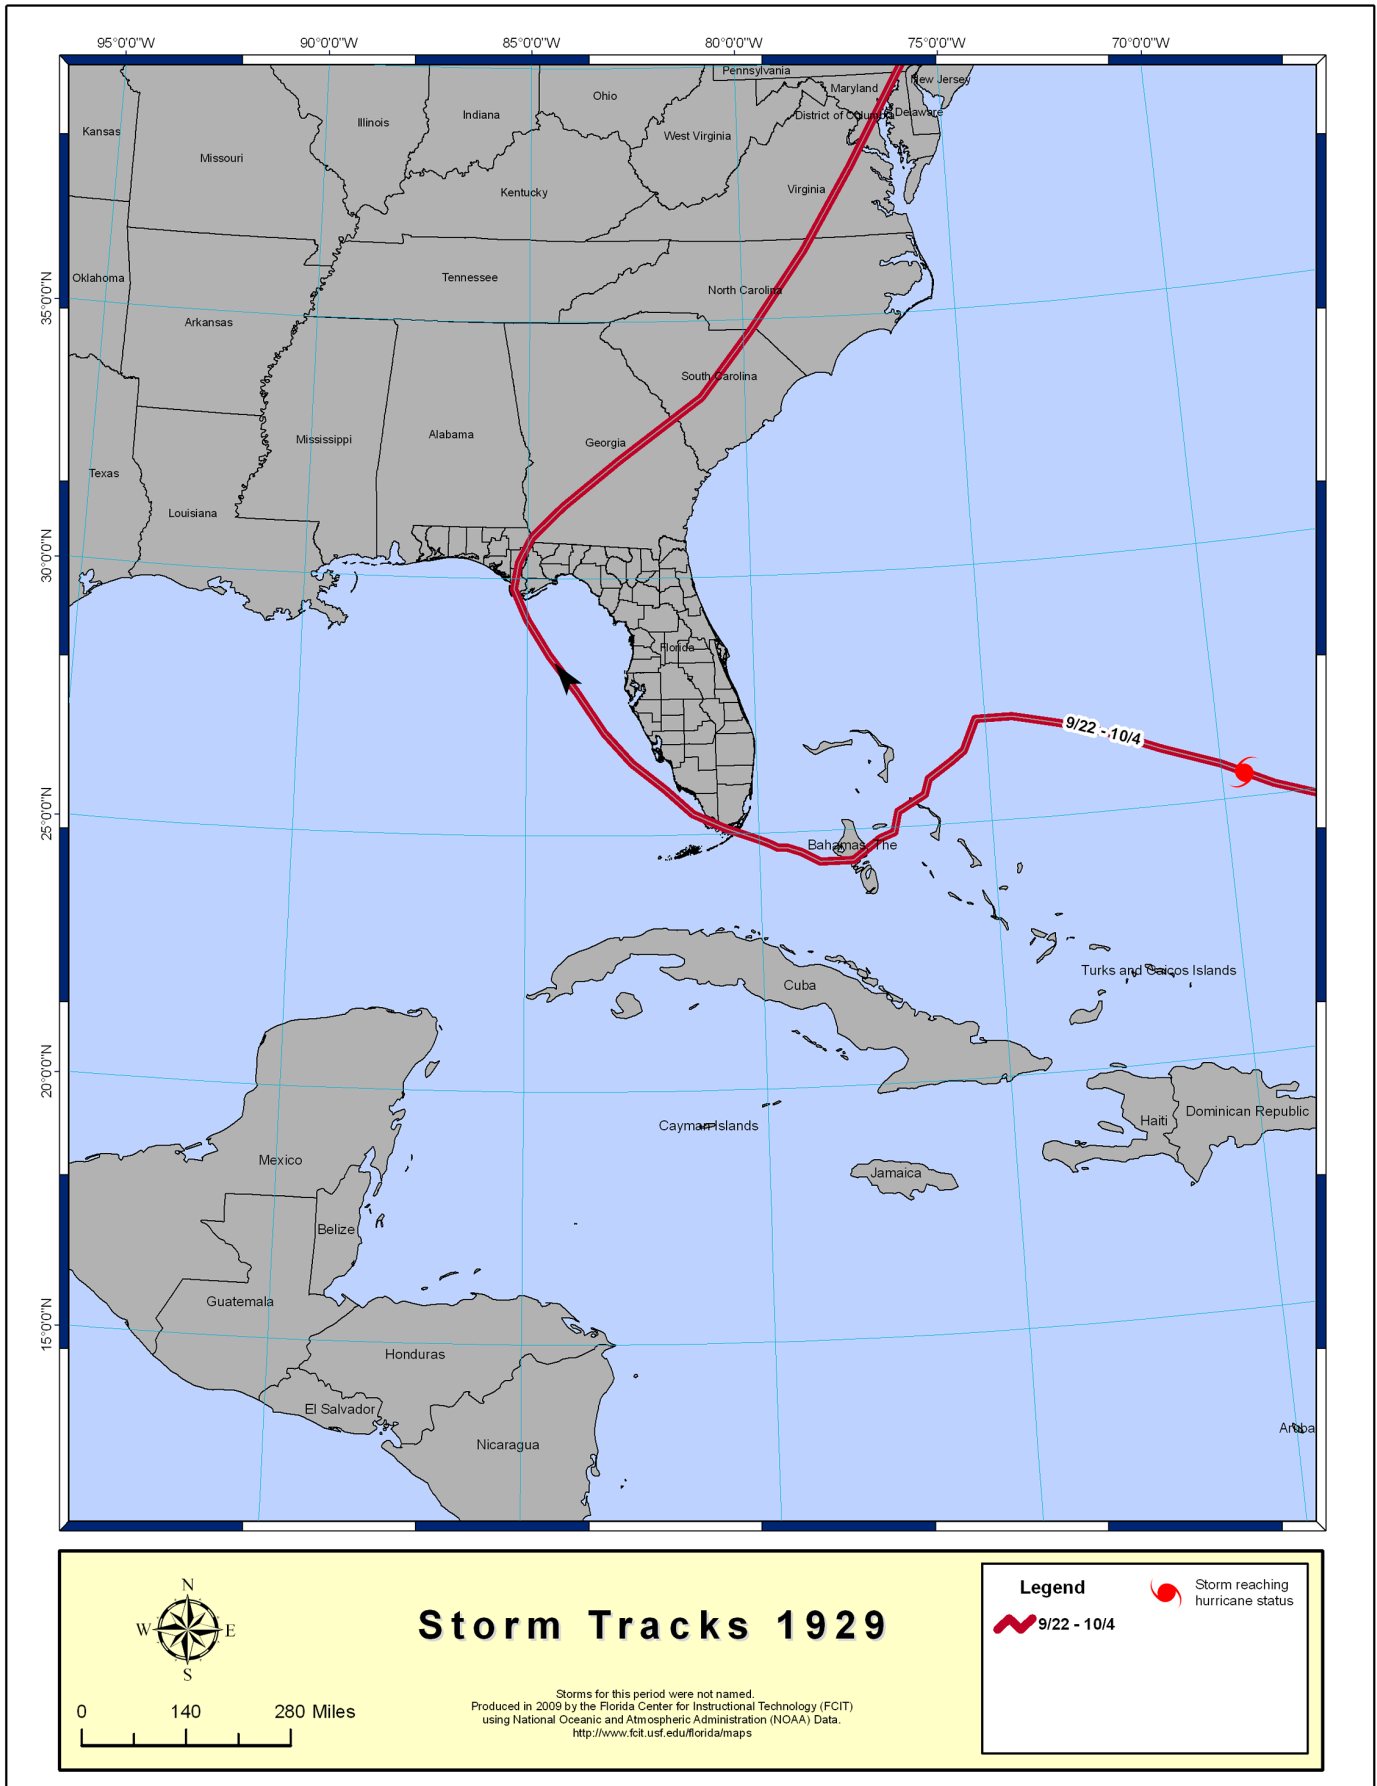 95°0'0"W 90°0'0"W 85°0'0"W 80°0'0"W 75°0'0"W 70°0'0"W
Pennsylvania
New Jersey
Maryland
Ohio
Indiana
Illinois
District of Columbia
Delaware
Kansas
West Virginia
Missouri
Kentucky
Virginia
Oklahoma
Tennessee
North Carolina
35°0'0"N
Arkansas
South Carolina
Mississippi
Alabama
Georgia
Texas
Louisiana
30°0'0"N
Florida
9/22 - 10/4
25°0'0"N
Bahamas, The
Turks and Caicos Islands
Cuba
20°0'0"N
Haiti
Dominican Republic
Cayman Islands
Mexico
Jamaica
Belize
Guatemala
15°0'0"N
Honduras
El Salvador
Nicaragua
Aruba
N
W E
S
0 140 280 Miles
Storm Tracks 1929
Storms for this period were not named.
Produced in 2009 by the Florida Center for Instructional Technology (FCIT)
using National Oceanic and Atmospheric Administration (NOAA) Data.
http://www.fcit.usf.edu/florida/maps
Legend
9/22 - 10/4
Storm reaching
hurricane status